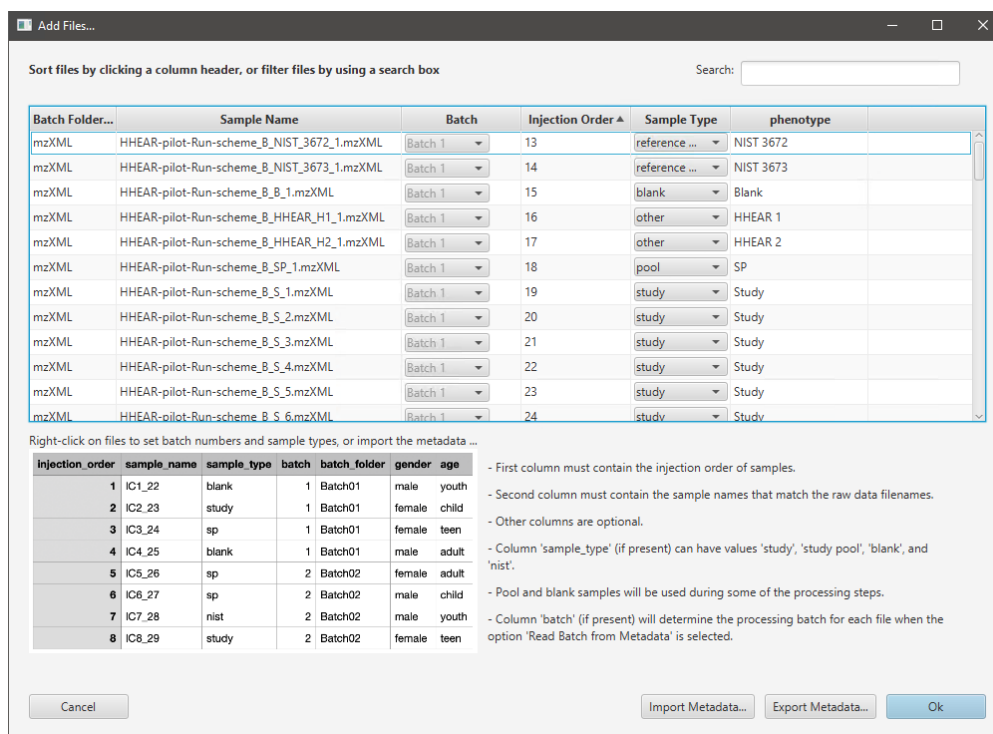 Add Files...
Sort files by clicking a column header, or filter files by using a search box Search:
Batch Folder... Sample Name Batch Injection Order Sample Type phenotype
mzXML HHEAR-pilot-Run-scheme_B_NIST_3672_1.mzXML Batch 1 13 reference ... NIST 3672
mzXML HHEAR-pilot-Run-scheme_B_NIST_3673_1.mzXML Batch 1 14 reference ... NIST 3673
mzXML HHEAR-pilot-Run-scheme_B_B_1.mzXML Batch 1 15 blank Blank
mzXML HHEAR-pilot-Run-scheme_B_HHEAR_H1_1.mzXML Batch 1 16 other HHEAR 1
mzXML HHEAR-pilot-Run-scheme_B_HHEAR_H2_1.mzXML Batch 1 17 other HHEAR 2
mzXML HHEAR-pilot-Run-scheme_B_SP_1.mzXML Batch 1 18 pool SP
mzXML HHEAR-pilot-Run-scheme_B_S_1.mzXML Batch 1 19 study Study
mzXML HHEAR-pilot-Run-scheme_B_S_2.mzXML Batch 1 20 study Study
mzXML HHEAR-pilot-Run-scheme_B_S_3.mzXML Batch 1 21 study Study
mzXML HHEAR-pilot-Run-scheme_B_S_4.mzXML Batch 1 22 study Study
mzXML HHEAR-pilot-Run-scheme_B_S_5.mzXML Batch 1 23 study Study
mzXML HHEAR-pilot-Run-scheme_B_S_6.mzXML Batch 1 24 study Study
Right-click on files to set batch numbers and sample types, or import the metadata ...
injection_order sample_name sample_type batch batch_folder gender age
1 IC1_22 blank 1 Batch01 male youth
2 IC2_23 study 1 Batch01 female child
3 IC3_24 sp 1 Batch01 female teen
4 IC4_25 blank 1 Batch01 male adult
5 IC5_26 sp 2 Batch02 female adult
6 IC6_27 sp 2 Batch02 male child
7 IC7_28 nist 2 Batch02 male youth
8 IC8_29 study 2 Batch02 female teen
- First column must contain the injection order of samples.
- Second column must contain the sample names that match the raw data filenames.
- Other columns are optional.
- Column 'sample_type' (if present) can have values 'study', 'study pool', 'blank', and
'nist'.
- Pool and blank samples will be used during some of the processing steps.
- Column 'batch' (if present) will determine the processing batch for each file when the
option 'Read Batch from Metadata' is selected.
Cancel Import Metadata... Export Metadata... Ok